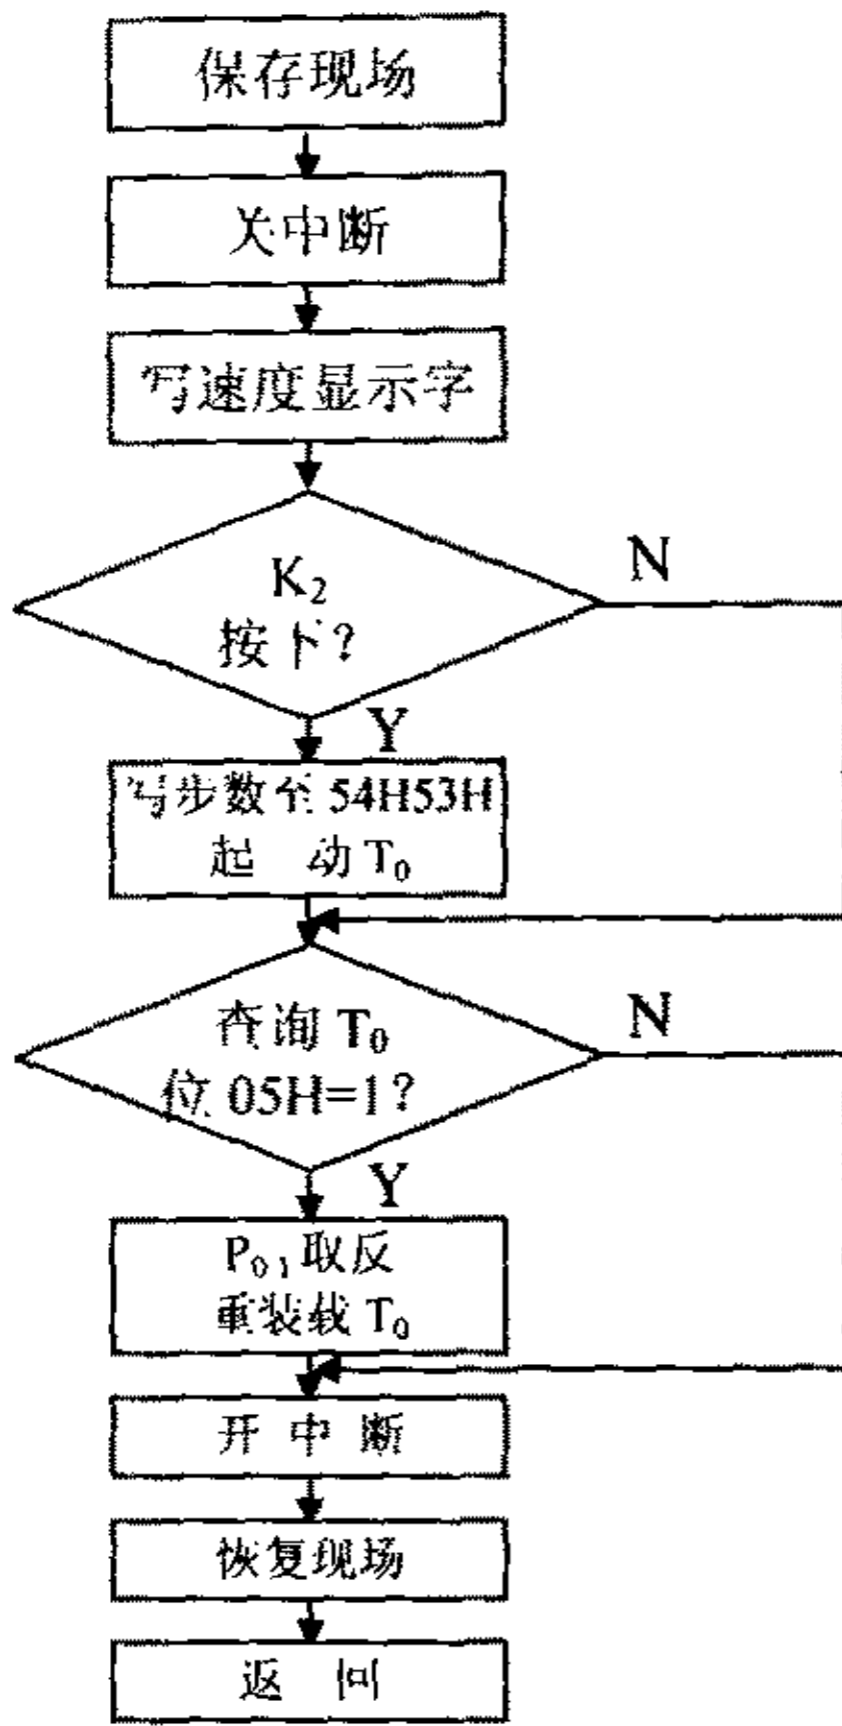 保存现场
关中断
写速度显示字
K₂
按下?
N
Y
写步数至54H53H
起 动T₀
查询T₀
位05H=1?
N
Y
P₀.₁取反
重装载T₀
开中断
恢复现场
返 回